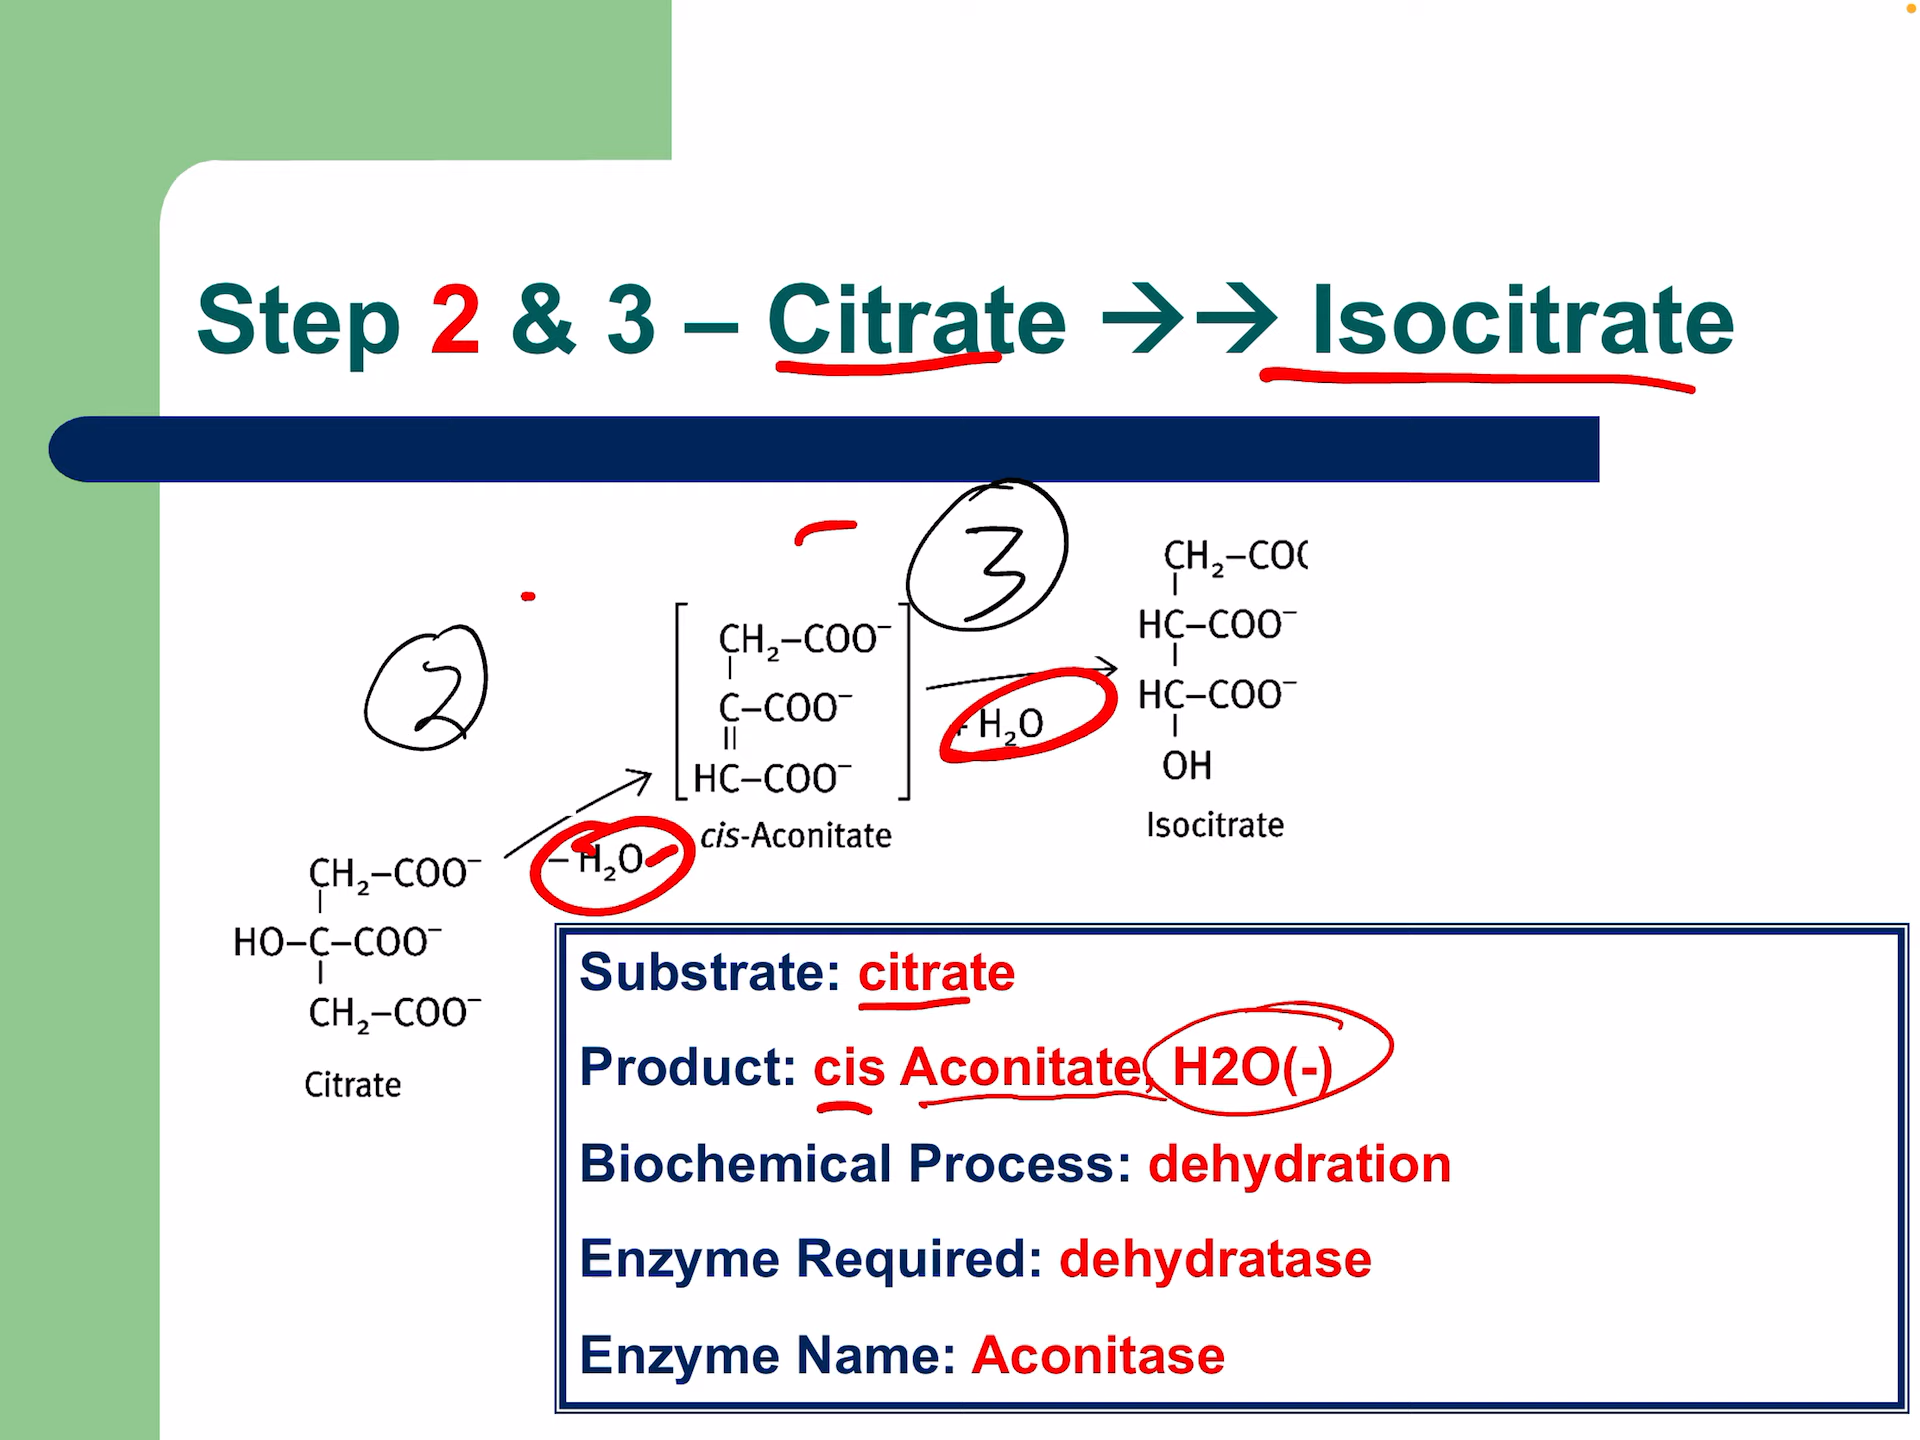 Step 2 & 3 – Citrate →→ Isocitrate
3
2
CH₂–COO⁻
C–COO⁻
HC–COO⁻
cis-Aconitate
+ H₂O
CH₂–COO
HC–COO⁻
HC–COO⁻
OH
Isocitrate
– H₂O
CH₂–COO⁻
HO–C–COO⁻
CH₂–COO⁻
Citrate
Substrate: citrate
Product: cis Aconitate, H2O(-)
Biochemical Process: dehydration
Enzyme Required: dehydratase
Enzyme Name: Aconitase